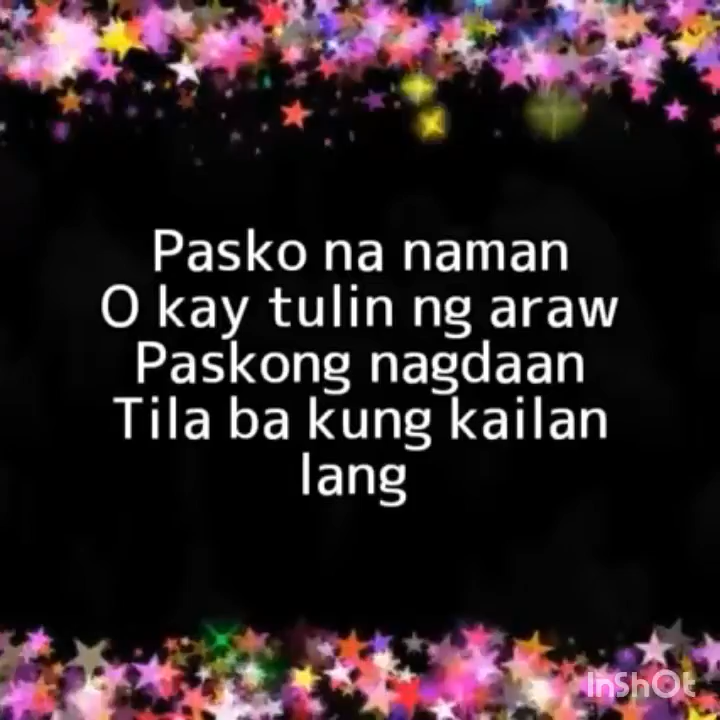 Pasko na naman
O kay tulin ng araw
Paskong nagdaan
Tila ba kung kailan
lang
InShOt